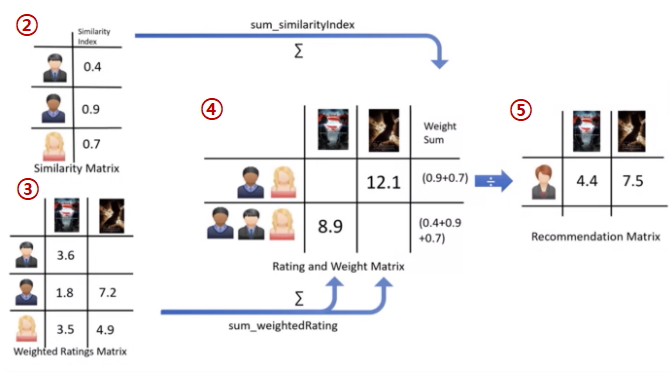 ②
Similarity
Index
0.4
0.9
0.7
Similarity Matrix
sum_similarityIndex
∑
③
3.6
1.8 7.2
3.5 4.9
Weighted Ratings Matrix
④
Weight
Sum
12.1 (0.9+0.7)
8.9 (0.4+0.9
+0.7)
Rating and Weight Matrix
∑
sum_weightedRating
÷
⑤
4.4 7.5
Recommendation Matrix